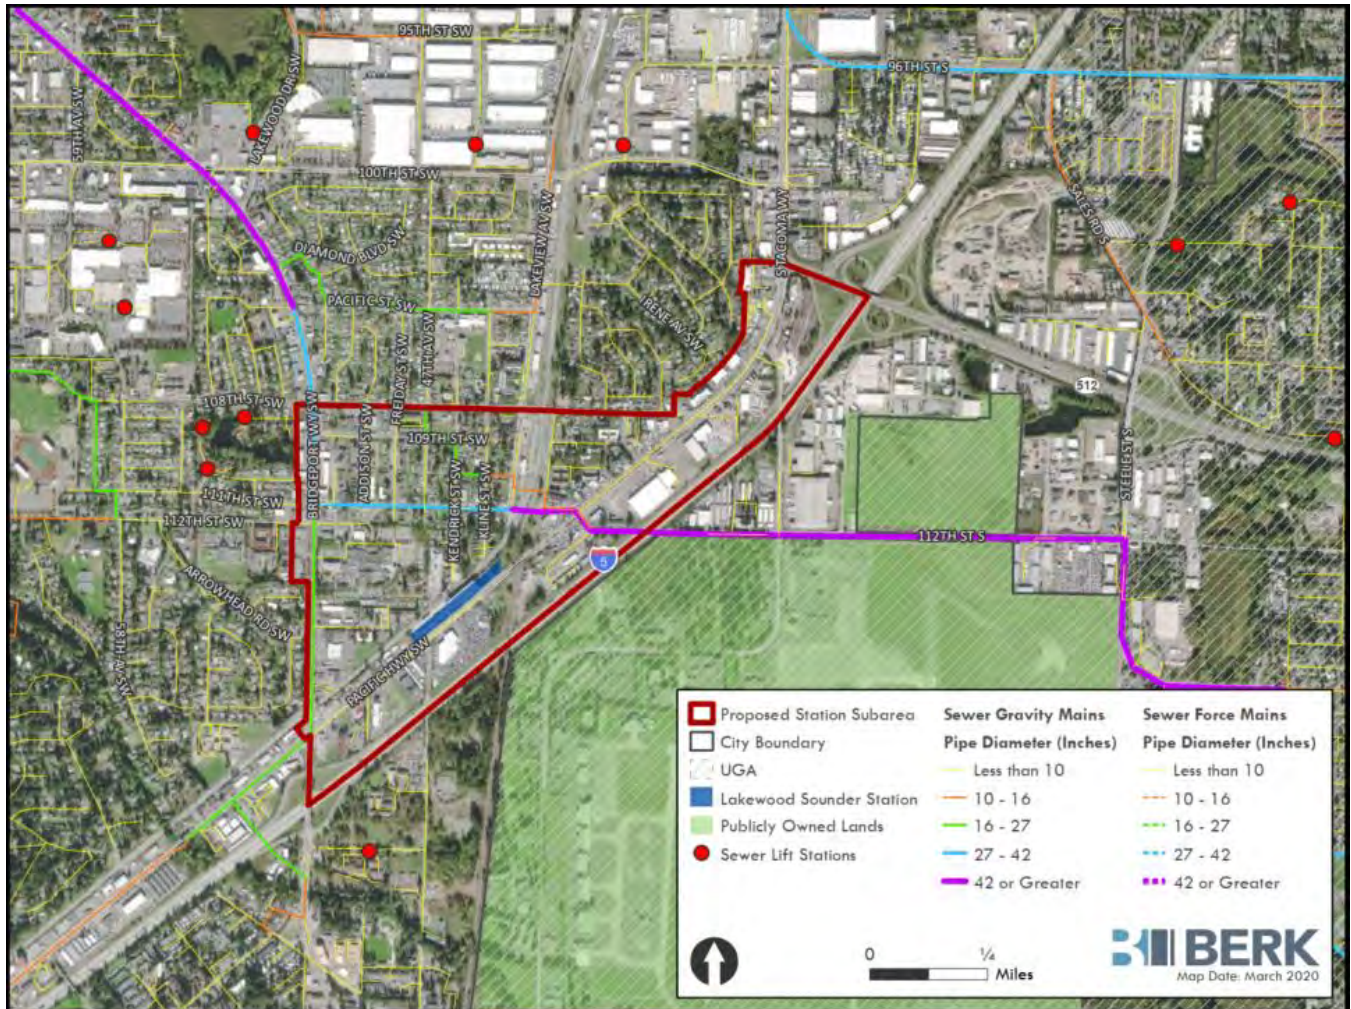 95TH ST SW
96TH ST S
59TH AV SW
LAKEWOOD DR SW
100TH ST SW
SALES RD S
LAKEVIEW AV SW
S TACOMA WY
DIAMOND BLVD SW
PACIFIC ST SW
IRENE AV SW
47TH AV SW
FREIDAY ST SW
512
108TH ST SW
109TH ST SW
ADDISON ST SW
BRIDGEPORT WY SW
STEELE ST S
111TH ST SW
112TH ST SW
KENDRICK ST SW
KLINE ST SW
112TH ST S
5
ARROWHEAD RD SW
58TH AV SW
PACIFIC HWY SW
Proposed Station Subarea
City Boundary
UGA
Lakewood Sounder Station
Publicly Owned Lands
Sewer Lift Stations
Sewer Gravity Mains
Pipe Diameter (Inches)
Less than 10
10 - 16
16 - 27
27 - 42
42 or Greater
Sewer Force Mains
Pipe Diameter (Inches)
Less than 10
10 - 16
16 - 27
27 - 42
42 or Greater
0 ¼
Miles
BERK
Map Date: March 2020